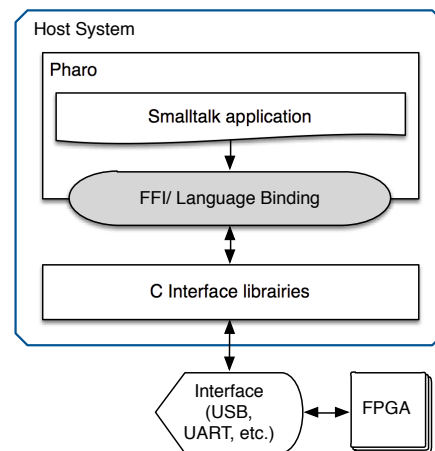 Host System
Pharo
Smalltalk application
FFI/ Language Binding
C Interface librairies
Interface
(USB,
UART, etc.)
FPGA